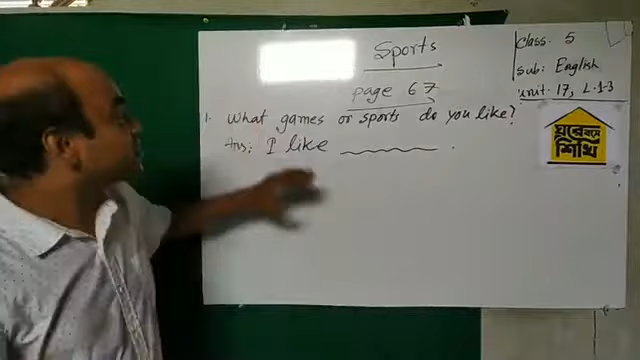 Sports
page 67
Class. 5
Sub: English
unit. 17, L. 1-3
1. What games or sports do you like?
Ans: I like ________ .
ঘরে বসে
শিখি